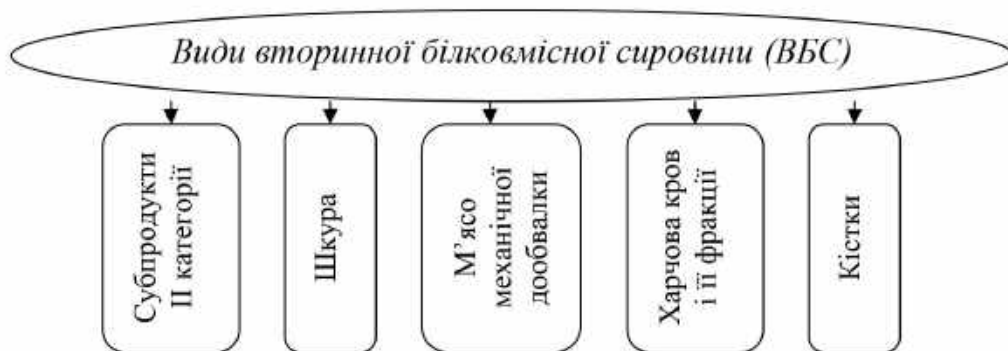 Види вторинної білковмісної сировини (ВБС)
Субпродукти
ІІ категорії
Шкура
М’ясо
механічної
дообвалки
Харчова кров
і її фракції
Кістки